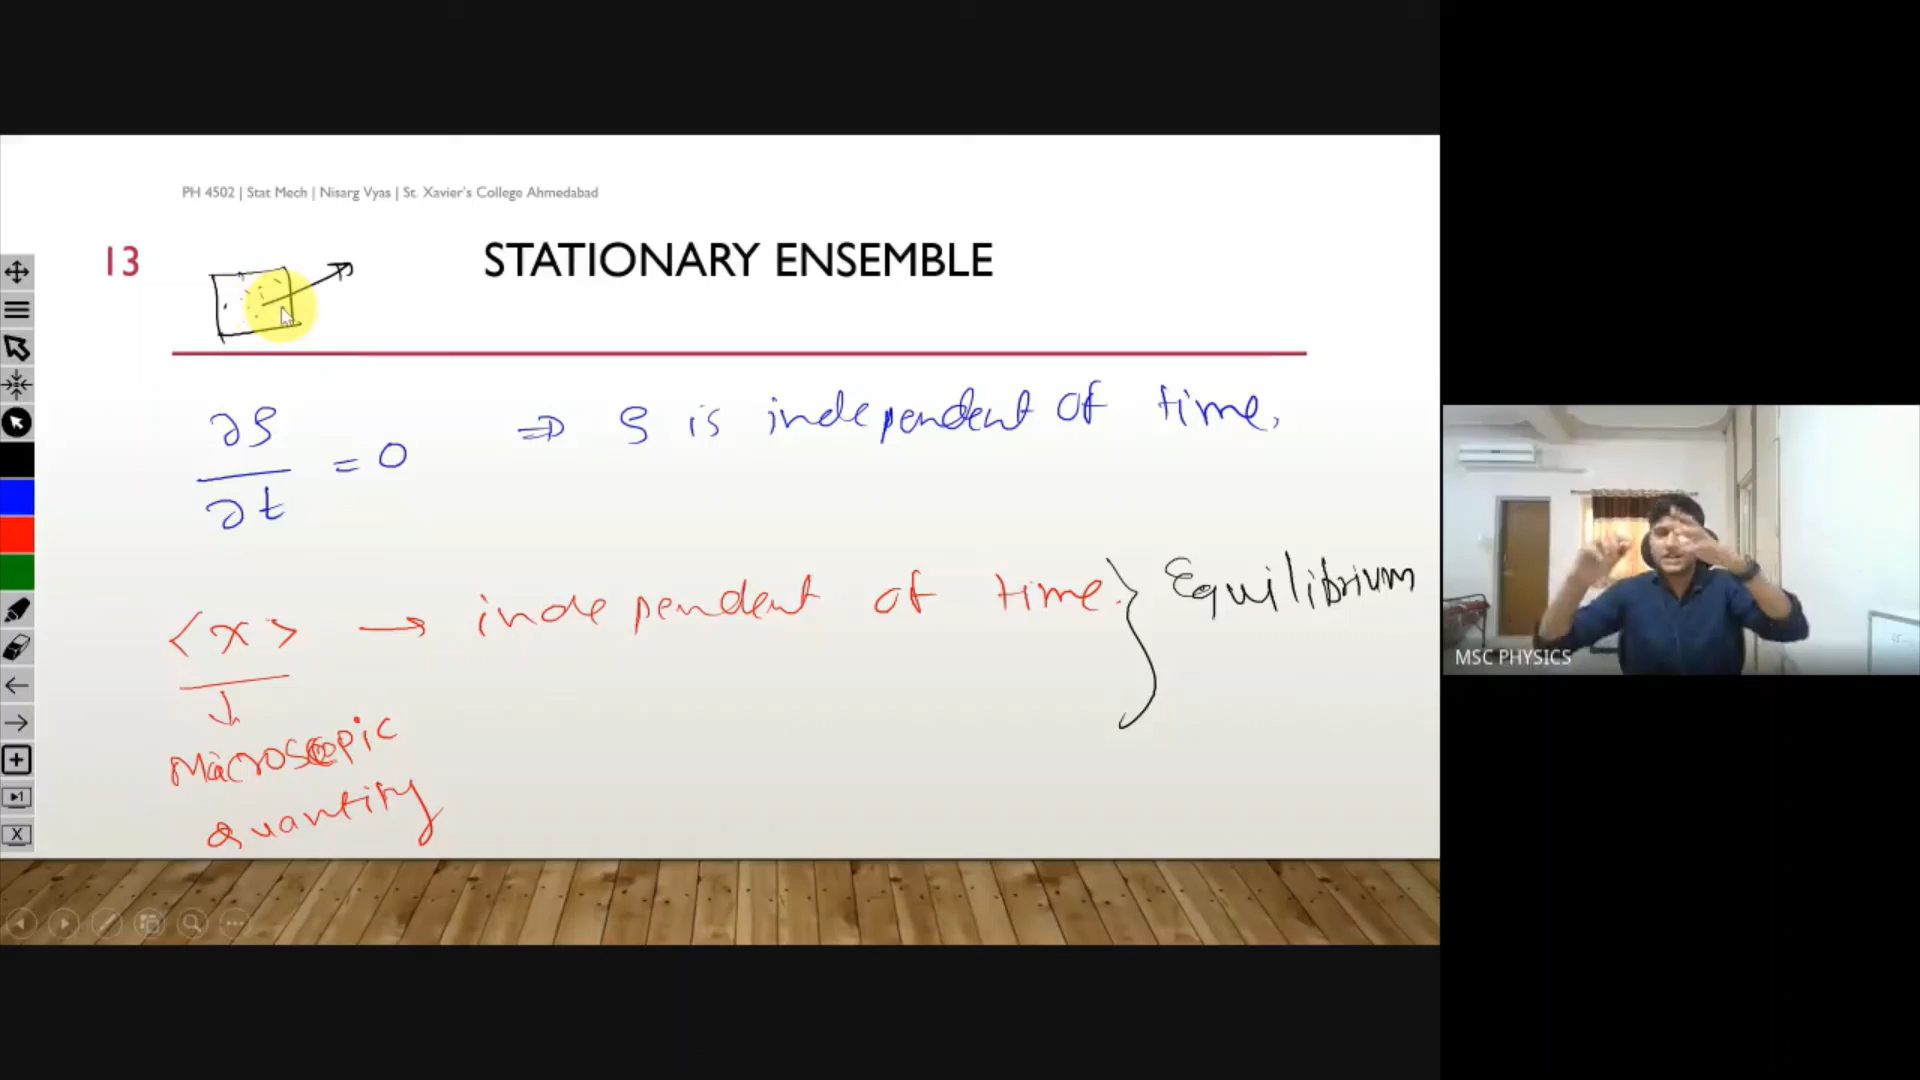 PH 4502 | Stat Mech | Nisarg Vyas | St. Xavier's College Ahmedabad
13
STATIONARY ENSEMBLE
∂ρ/∂t = 0 ⇒ ρ is independent of time.
<x> → independent of time. } Equilibrium
↓
Macroscopic
quantity
MSC PHYSICS